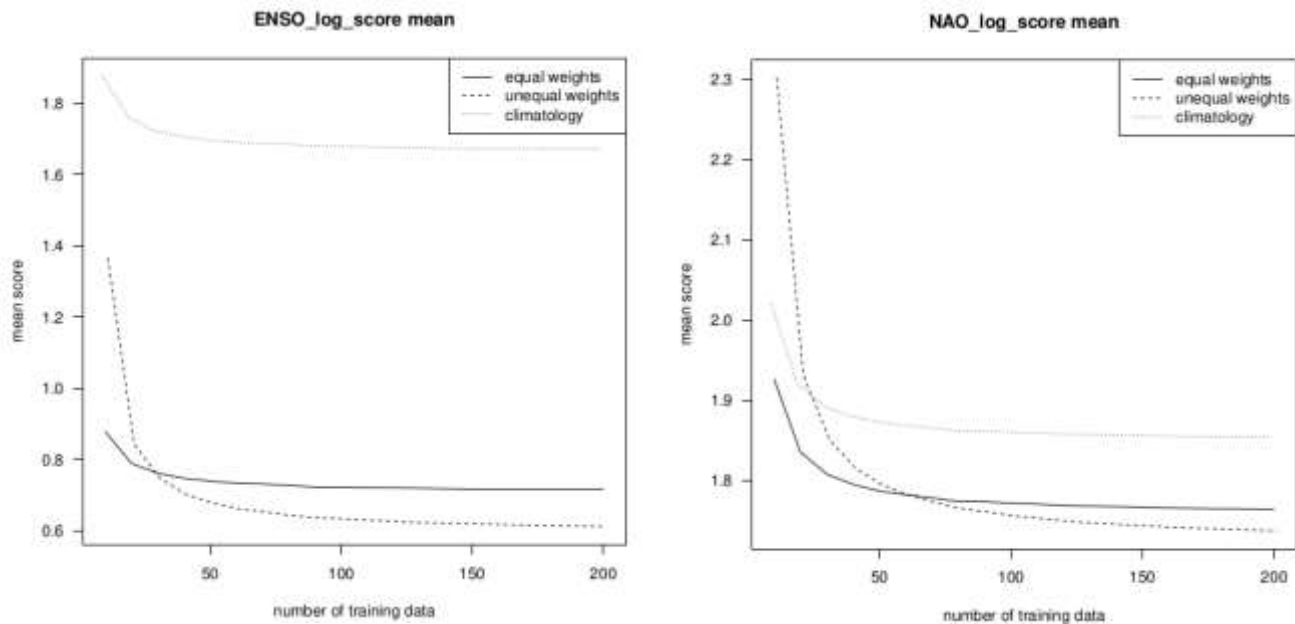 ENSO_log_score mean
equal weights
unequal weights
climatology
1.8
1.6
1.4
1.2
1.0
0.8
0.6
mean score
50
100
150
200
number of training data
NAO_log_score mean
equal weights
unequal weights
climatology
2.3
2.2
2.1
2.0
1.9
1.8
mean score
50
100
150
200
number of training data